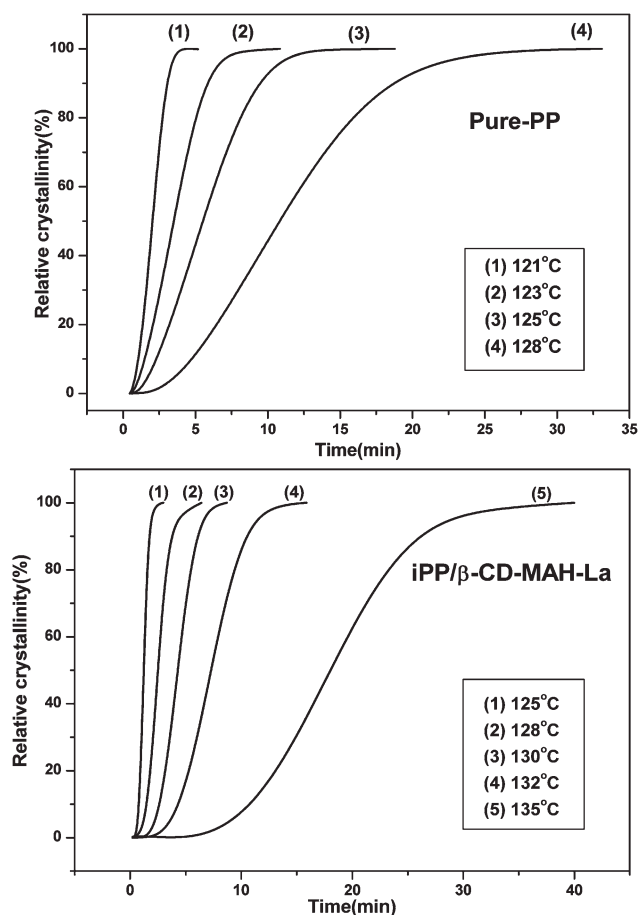 (1) (2) (3) (4)
100
80
60
40
20
0
Relative crystallinity(%)
Pure-PP
(1) 121°C
(2) 123°C
(3) 125°C
(4) 128°C
0 5 10 15 20 25 30 35
Time(min)
(1) (2) (3) (4) (5)
100
80
60
40
20
0
Relative crystallinity(%)
iPP/β-CD-MAH-La
(1) 125°C
(2) 128°C
(3) 130°C
(4) 132°C
(5) 135°C
0 10 20 30 40
Time(min)